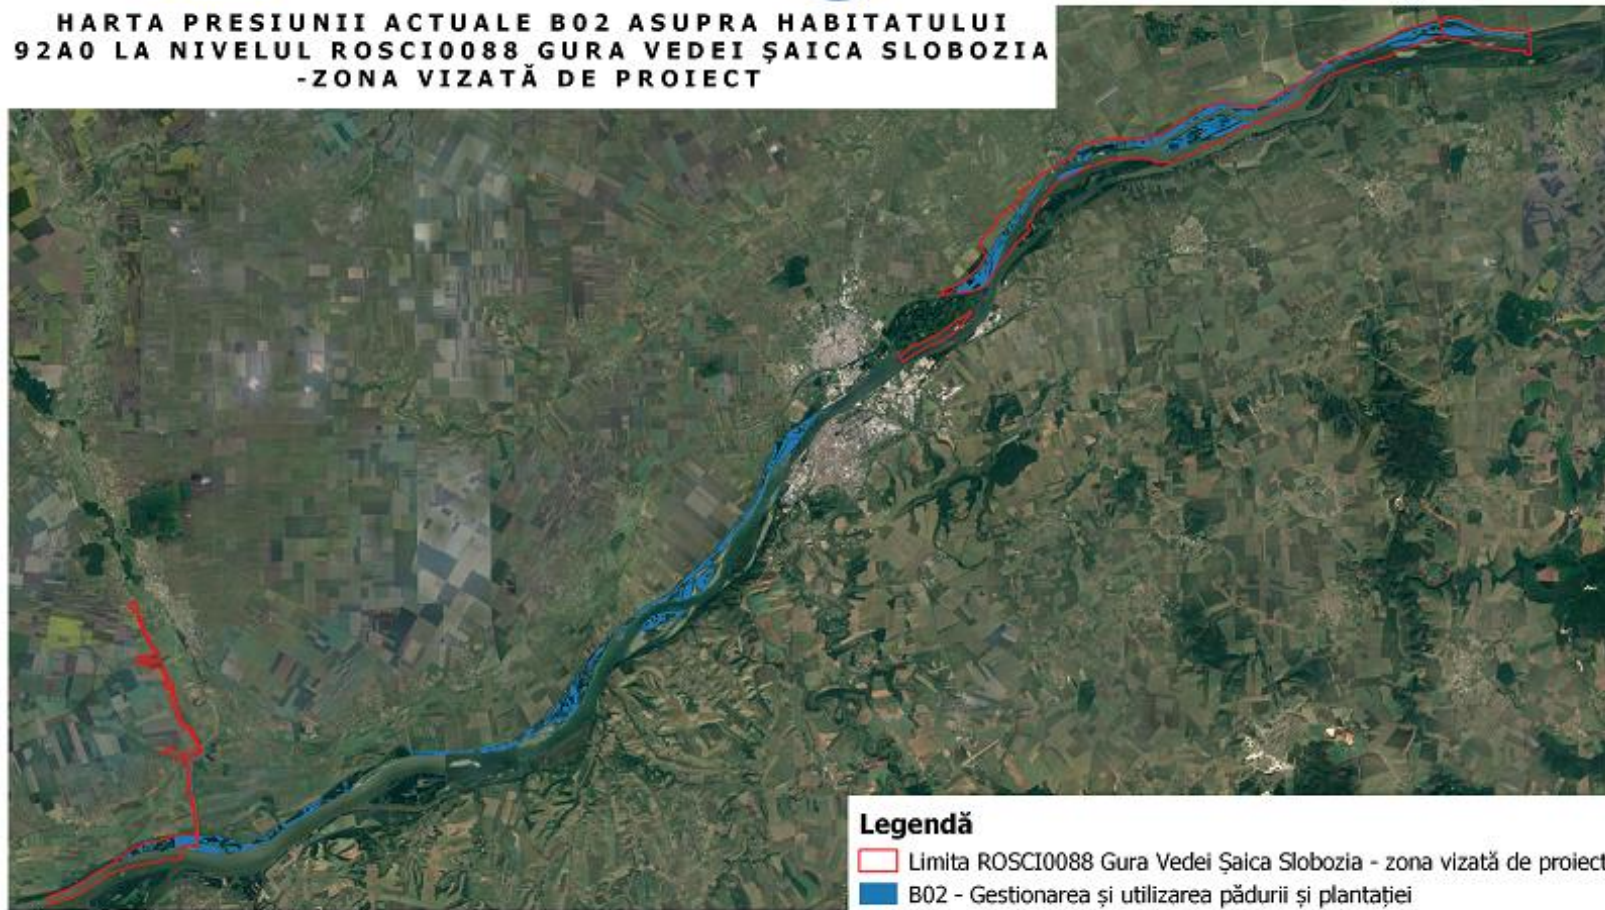 HARTA PRESIUNII ACTUALE B02 ASUPRA HABITATULUI
92A0 LA NIVELUL ROSCI0088 GURA VEDEI ȘAICA SLOBOZIA
-ZONA VIZATĂ DE PROIECT
Legendă
Limita ROSCI0088 Gura Vedei Șaica Slobozia - zona vizată de proiect
B02 - Gestionarea și utilizarea pădurii și plantației